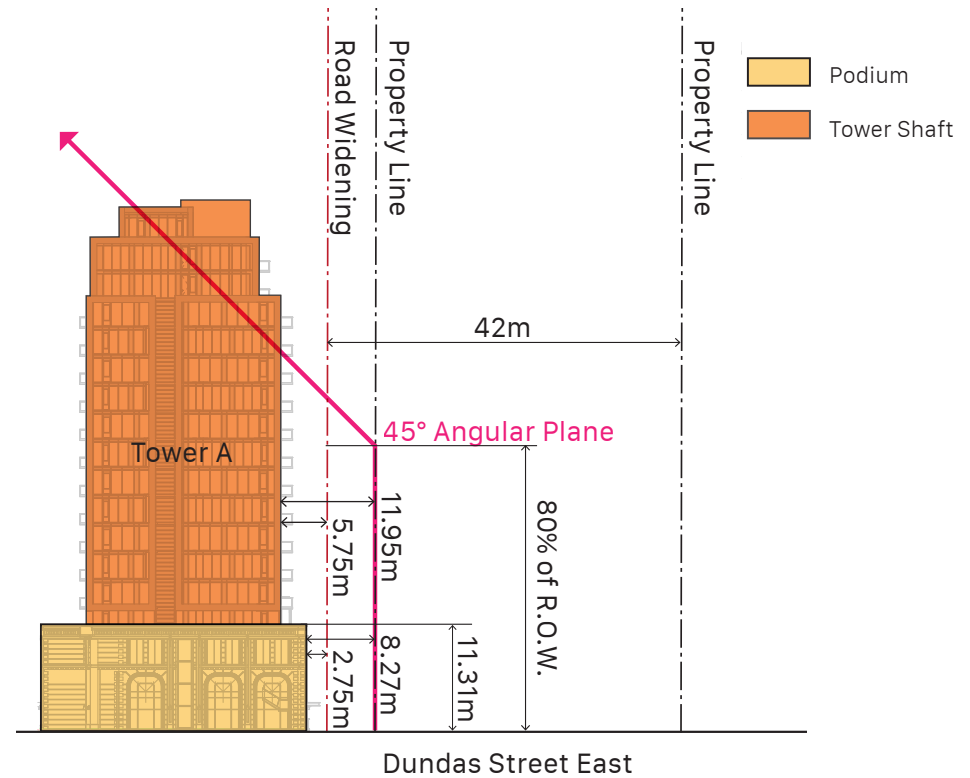 Road Widening
Property Line
Property Line
Podium
Tower Shaft
42m
45° Angular Plane
Tower A
11.95m
5.75m
80% of R.O.W.
8.27m
2.75m
11.31m
Dundas Street East